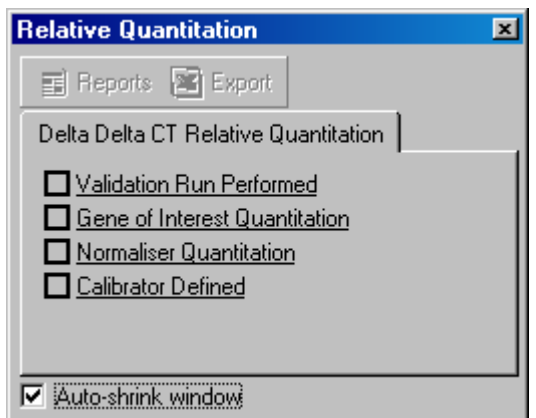 Relative Quantitation
Reports Export
Delta Delta CT Relative Quantitation
Validation Run Performed
Gene of Interest Quantitation
Normaliser Quantitation
Calibrator Defined
Auto-shrink window